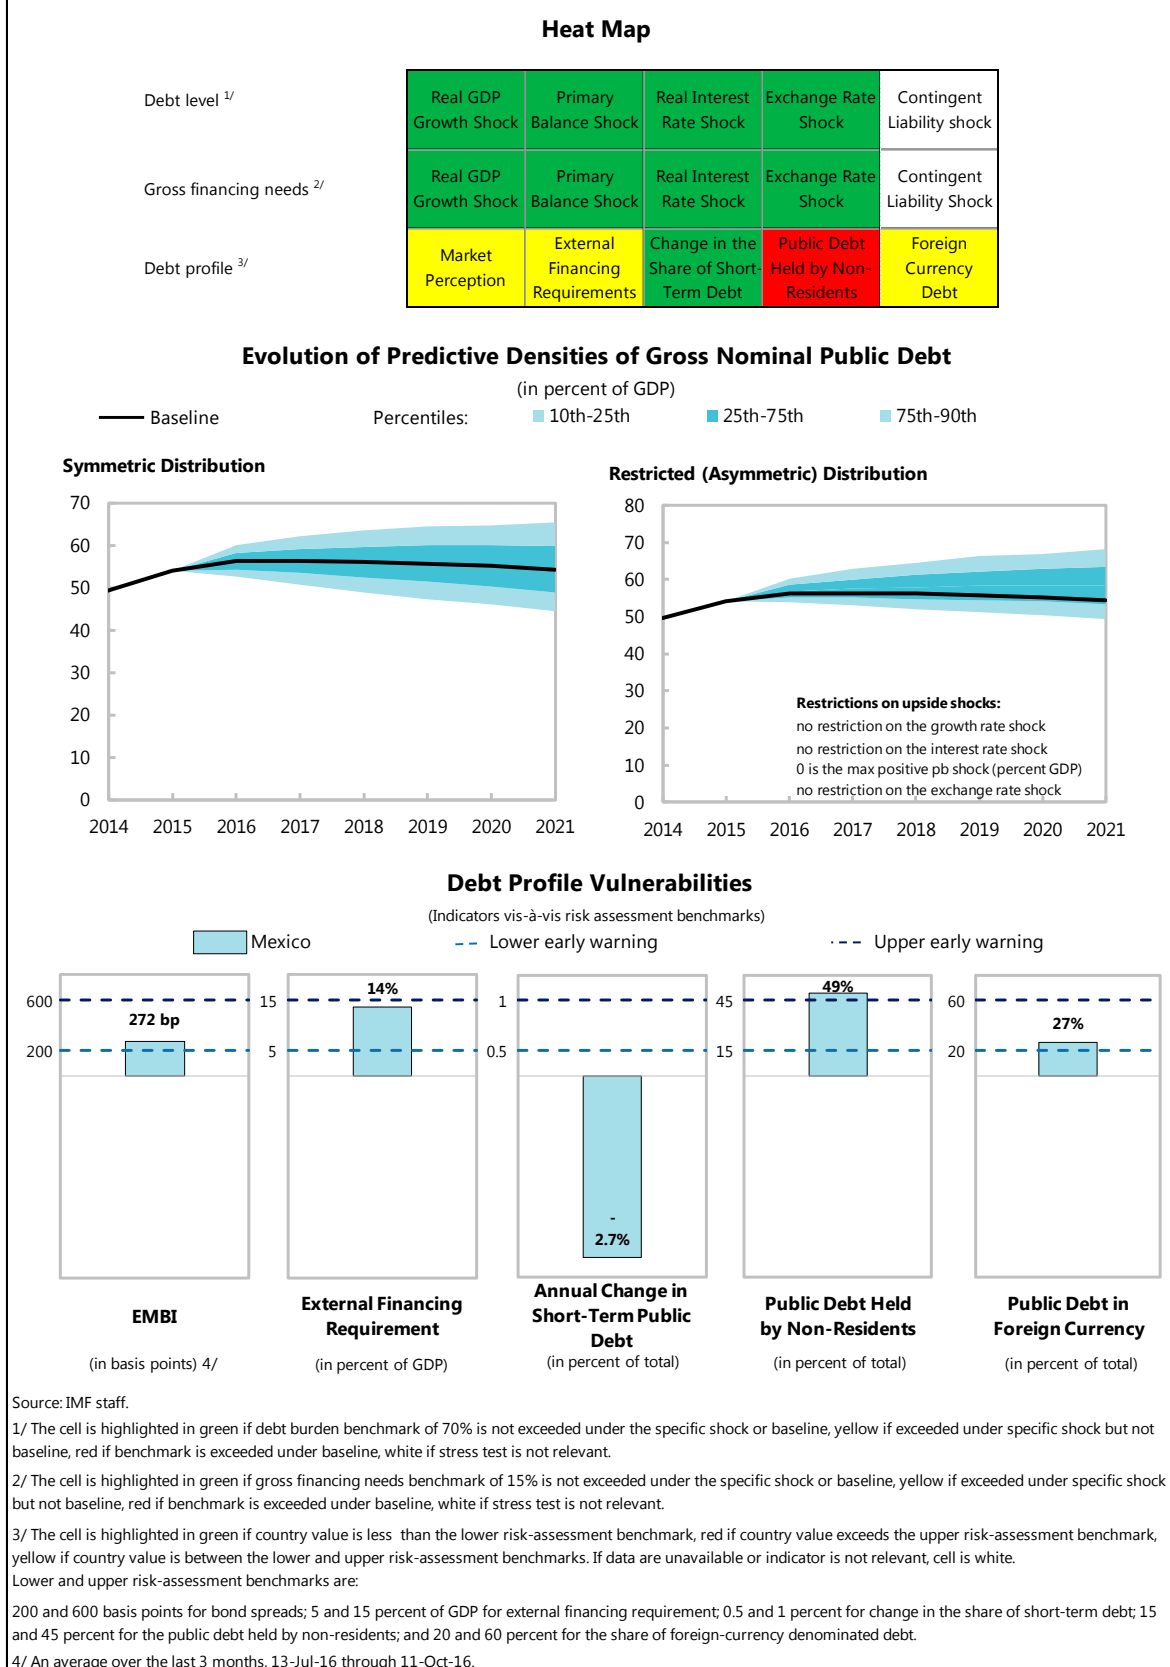 Heat Map
Debt level 1/
Real GDP Growth Shock
Primary Balance Shock
Real Interest Rate Shock
Exchange Rate Shock
Contingent Liability shock
Gross financing needs 2/
Real GDP Growth Shock
Primary Balance Shock
Real Interest Rate Shock
Exchange Rate Shock
Contingent Liability Shock
Debt profile 3/
Market Perception
External Financing Requirements
Change in the Share of Short-Term Debt
Public Debt Held by Non-Residents
Foreign Currency Debt
Evolution of Predictive Densities of Gross Nominal Public Debt
(in percent of GDP)
Baseline Percentiles: 10th-25th 25th-75th 75th-90th
Symmetric Distribution
70
60
50
40
30
20
10
0
2014 2015 2016 2017 2018 2019 2020 2021
Restricted (Asymmetric) Distribution
80
70
60
50
40
30
20
10
0
Restrictions on upside shocks:
no restriction on the growth rate shock
no restriction on the interest rate shock
0 is the max positive pb shock (percent GDP)
no restriction on the exchange rate shock
2014 2015 2016 2017 2018 2019 2020 2021
Debt Profile Vulnerabilities
(Indicators vis-à-vis risk assessment benchmarks)
Mexico Lower early warning Upper early warning
600
200
272 bp
EMBI
(in basis points) 4/
15
5
14%
External Financing
Requirement
(in percent of GDP)
1
0.5
-
2.7%
Annual Change in
Short-Term Public
Debt
(in percent of total)
45
15
49%
Public Debt Held
by Non-Residents
(in percent of total)
60
20
27%
Public Debt in
Foreign Currency
(in percent of total)
Source: IMF staff.
1/ The cell is highlighted in green if debt burden benchmark of 70% is not exceeded under the specific shock or baseline, yellow if exceeded under specific shock but not
baseline, red if benchmark is exceeded under baseline, white if stress test is not relevant.
2/ The cell is highlighted in green if gross financing needs benchmark of 15% is not exceeded under the specific shock or baseline, yellow if exceeded under specific shock
but not baseline, red if benchmark is exceeded under baseline, white if stress test is not relevant.
3/ The cell is highlighted in green if country value is less than the lower risk-assessment benchmark, red if country value exceeds the upper risk-assessment benchmark,
yellow if country value is between the lower and upper risk-assessment benchmarks. If data are unavailable or indicator is not relevant, cell is white.
Lower and upper risk-assessment benchmarks are:
200 and 600 basis points for bond spreads; 5 and 15 percent of GDP for external financing requirement; 0.5 and 1 percent for change in the share of short-term debt; 15
and 45 percent for the public debt held by non-residents; and 20 and 60 percent for the share of foreign-currency denominated debt.
4/ An average over the last 3 months, 13-Jul-16 through 11-Oct-16.